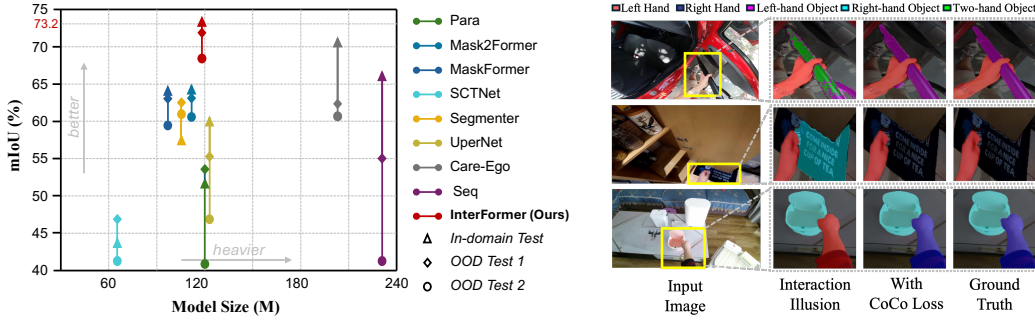 75
73.2
70
65
60
55
50
45
40
mIoU (%)
better
heavier
60
120
180
240
Model Size (M)
Para
Mask2Former
MaskFormer
SCTNet
Segmenter
UperNet
Care-Ego
Seq
InterFormer (Ours)
In-domain Test
OOD Test 1
OOD Test 2
Left Hand Right Hand Left-hand Object Right-hand Object Two-hand Object
Input
Image
Interaction
Illusion
With
CoCo Loss
Ground
Truth